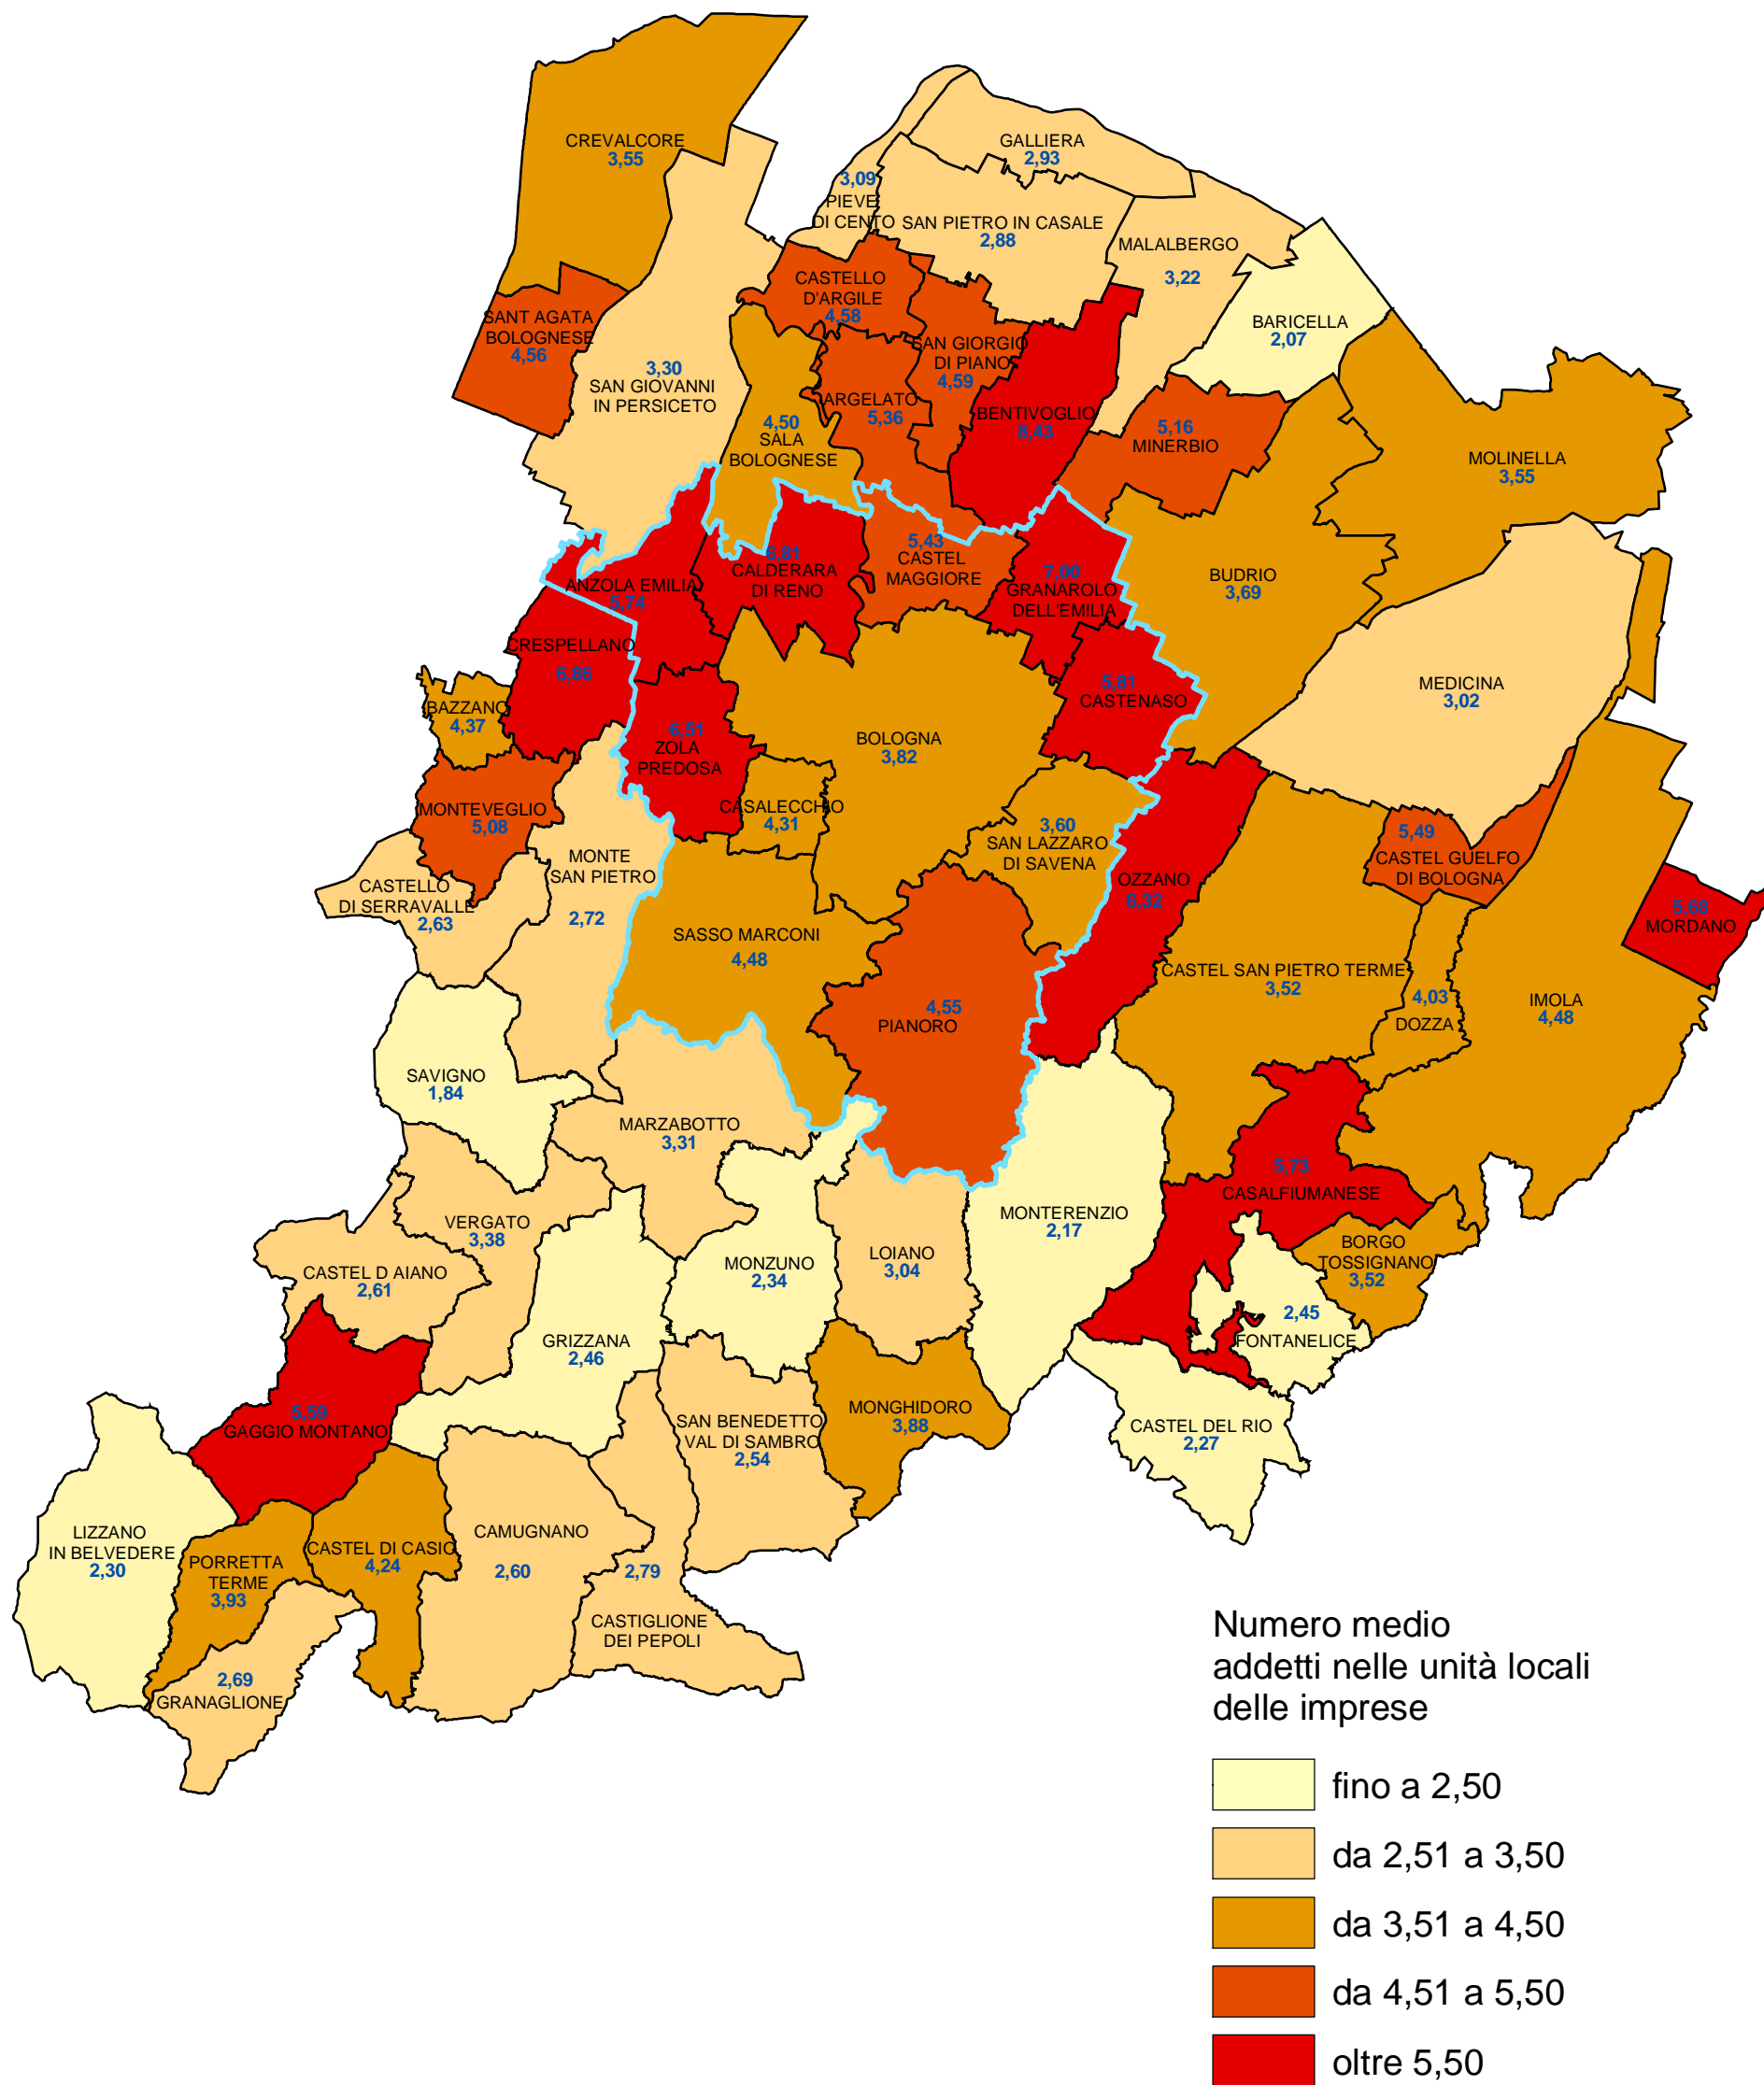 CREVALCORE
3,55
GALLIERA
2,93
3,09
PIEVE
DI CENTO
SAN PIETRO IN CASALE
2,88
MALALBERGO
3,22
CASTELLO
D'ARGILE
4,58
SANT AGATA
BOLOGNESE
4,56
BARICELLA
2,07
SAN GIORGIO
DI PIANO
4,59
3,30
SAN GIOVANNI
IN PERSICETO
ARGELATO
5,36
BENTIVOGLIO
8,43
4,50
SALA
BOLOGNESE
5,16
MINERBIO
MOLINELLA
3,55
5,43
CASTEL
MAGGIORE
6,81
CALDERARA
DI RENO
7,00
GRANAROLO
DELL'EMILIA
BUDRIO
3,69
ANZOLA EMILIA
5,74
CRESPELLANO
6,86
5,81
CASTENASO
MEDICINA
3,02
BAZZANO
4,37
6,51
ZOLA
PREDOSA
BOLOGNA
3,82
MONTEVEGLIO
5,08
CASALECCHIO
4,31
3,60
SAN LAZZARO
DI SAVENA
5,49
CASTEL GUELFO
DI BOLOGNA
MONTE
SAN PIETRO
2,72
CASTELLO
DI SERRAVALLE
2,63
OZZANO
6,32
5,68
MORDANO
SASSO MARCONI
4,48
CASTEL SAN PIETRO TERME
3,52
4,03
DOZZA
IMOLA
4,48
4,55
PIANORO
SAVIGNO
1,84
MARZABOTTO
3,31
5,73
CASALFIUMANESE
VERGATO
3,38
MONTERENZIO
2,17
BORGO
TOSSIGNANO
3,52
CASTEL D AIANO
2,61
MONZUNO
2,34
LOIANO
3,04
2,45
FONTANELICE
GRIZZANA
2,46
5,59
GAGGIO MONTANO
SAN BENEDETTO
VAL DI SAMBRO
2,54
MONGHIDORO
3,88
CASTEL DEL RIO
2,27
LIZZANO
IN BELVEDERE
2,30
PORRETTA
TERME
3,93
CASTEL DI CASIO
4,24
CAMUGNANO
2,60
2,79
CASTIGLIONE
DEI PEPOLI
2,69
GRANAGLIONE
Numero medio
addetti nelle unità locali
delle imprese
fino a 2,50
da 2,51 a 3,50
da 3,51 a 4,50
da 4,51 a 5,50
oltre 5,50